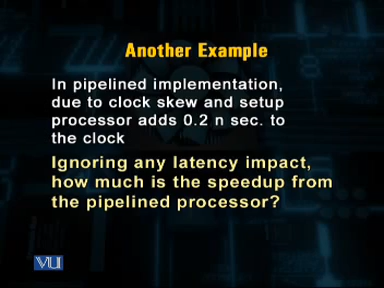 Another Example
In pipelined implementation,
due to clock skew and setup
processor adds 0.2 n sec. to
the clock
Ignoring any latency impact,
how much is the speedup from
the pipelined processor?
VU